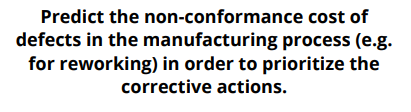 Predict the non-conformance cost of
defects in the manufacturing process (e.g.
for reworking) in order to prioritize the
corrective actions.